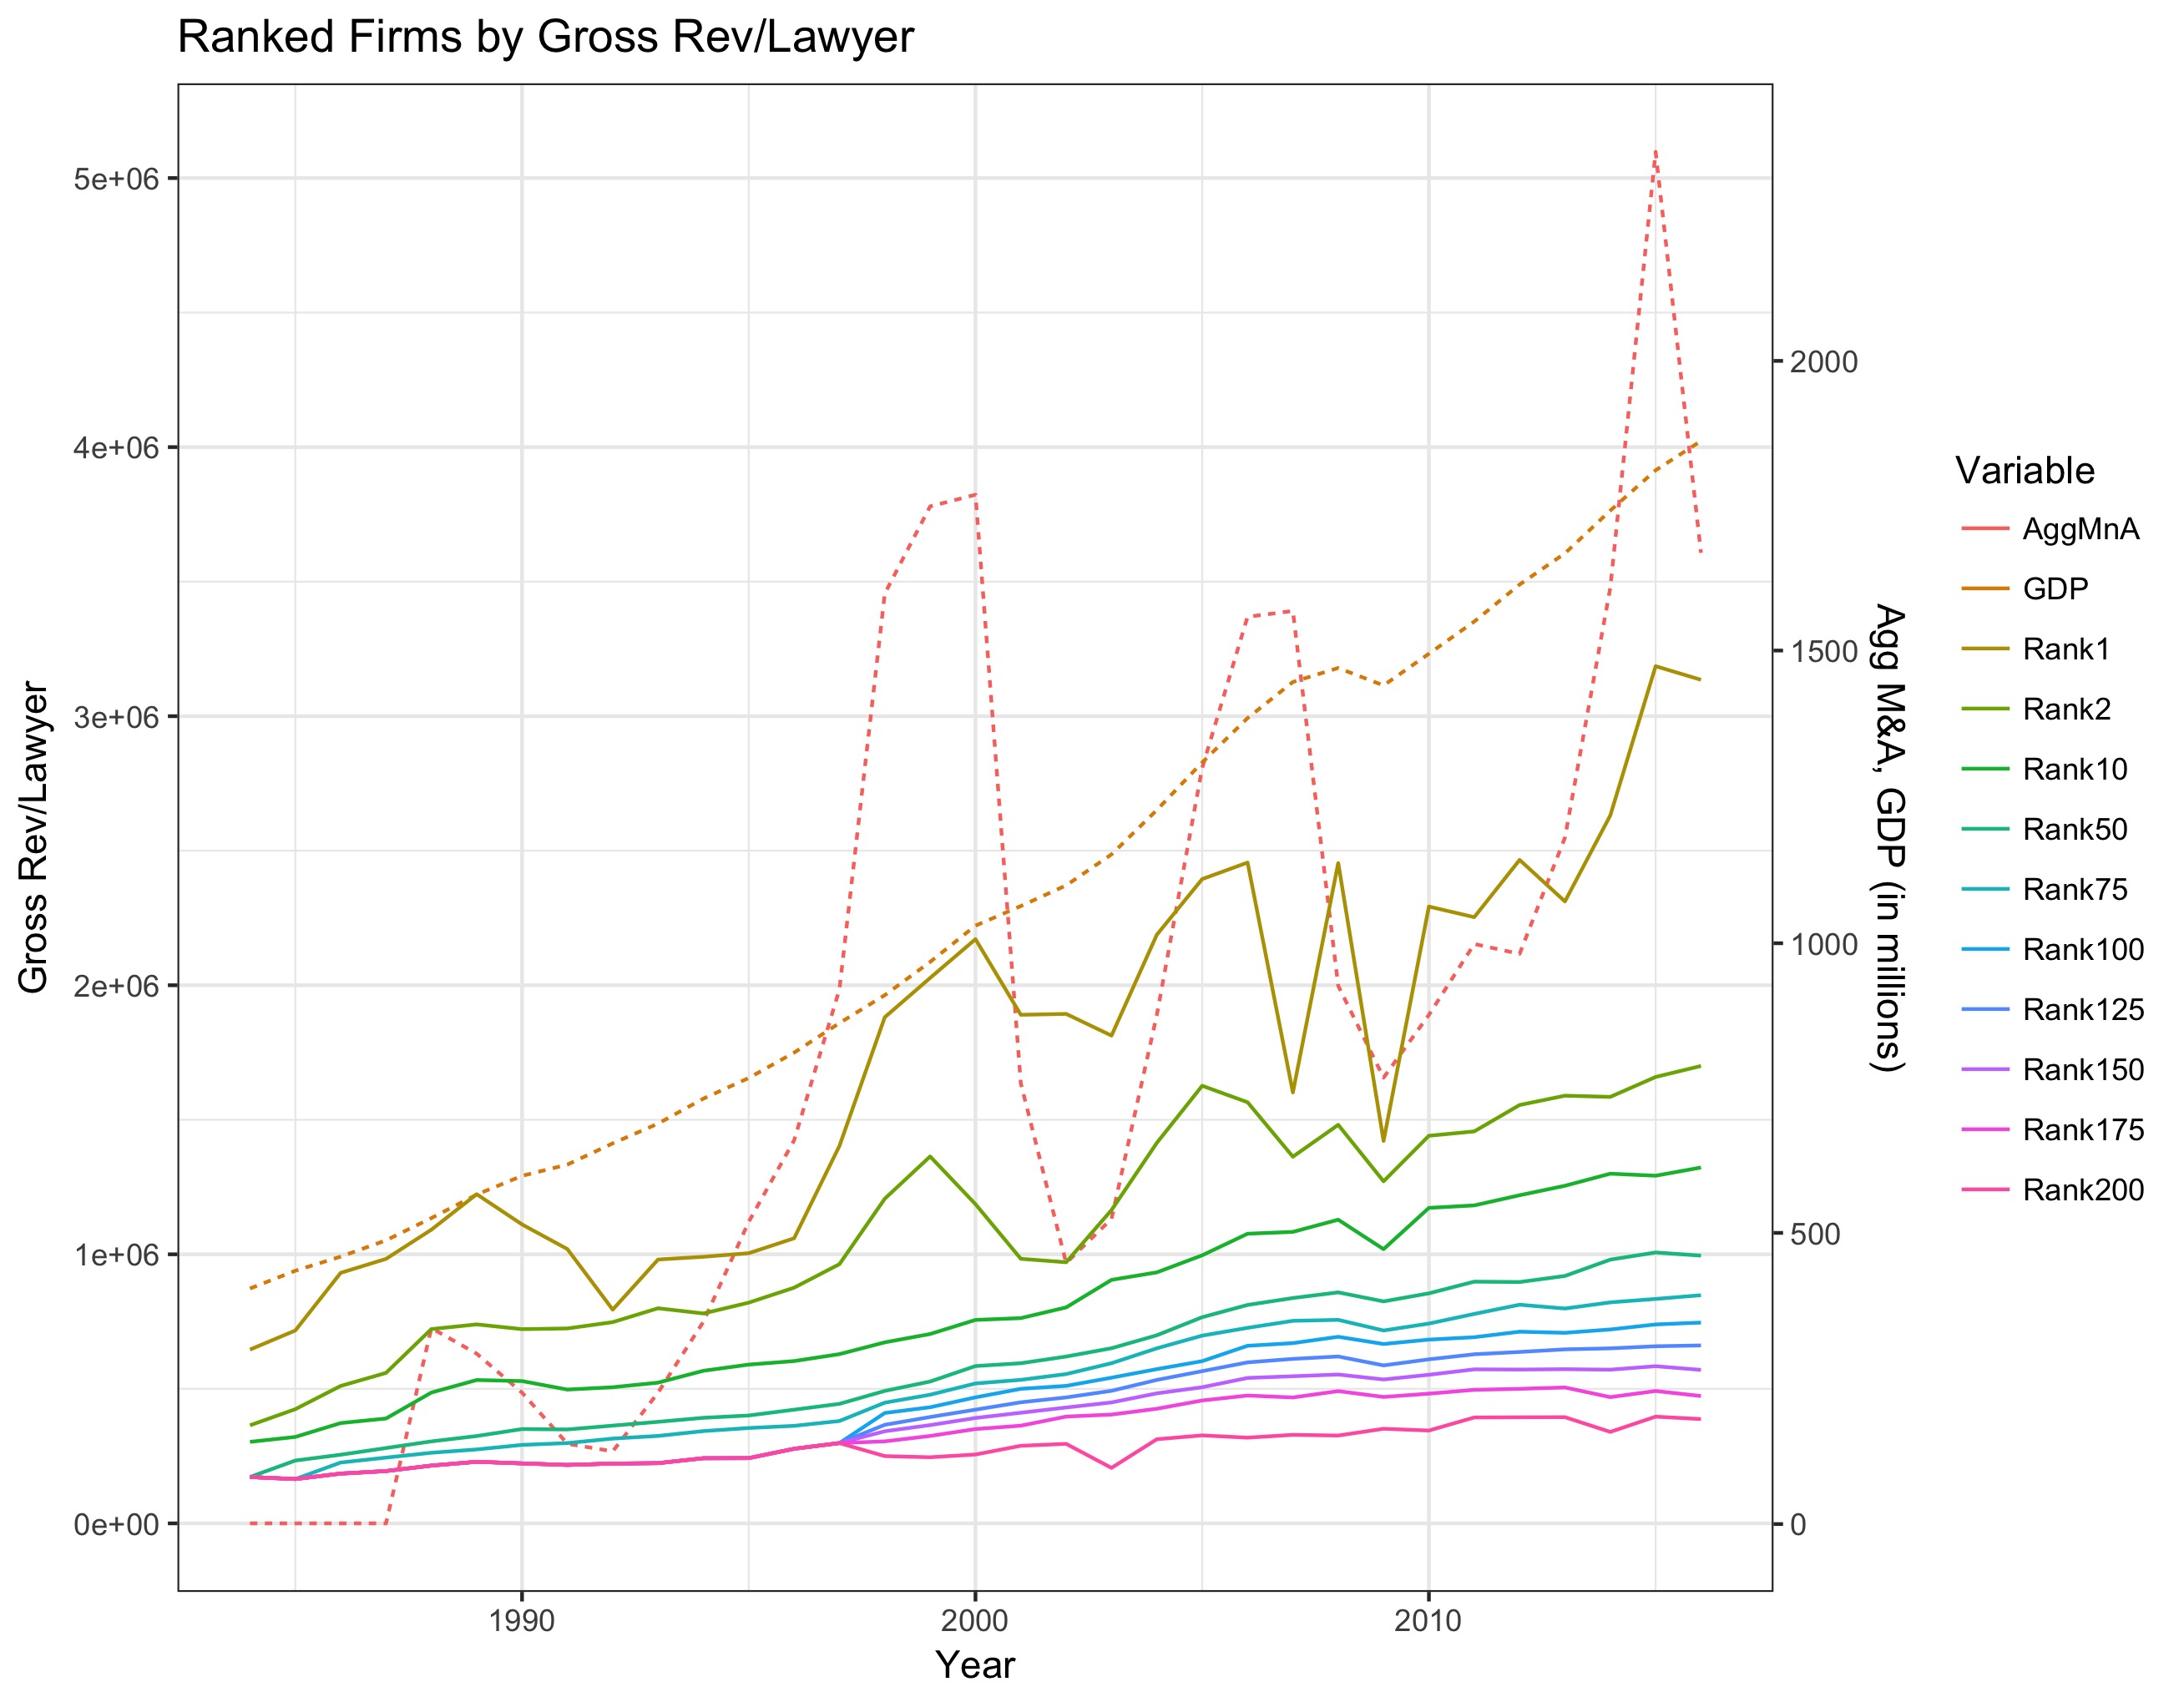 Ranked Firms by Gross Rev/Lawyer
5e+06
4e+06
3e+06
2e+06
1e+06
0e+00
Gross Rev/Lawyer
1990
2000
2010
Year
2000
1500
1000
500
0
Agg M&A, GDP (in millions)
Variable
AggMnA
GDP
Rank1
Rank2
Rank10
Rank50
Rank75
Rank100
Rank125
Rank150
Rank175
Rank200